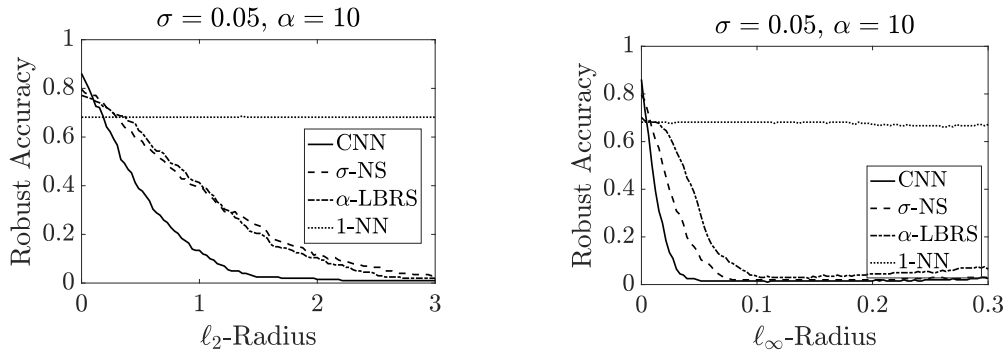 σ = 0.05, α = 10
Robust Accuracy
1
0.8
0.6
0.4
0.2
0
CNN
σ-NS
α-LBRS
1-NN
0 1 2 3
ℓ₂-Radius
σ = 0.05, α = 10
Robust Accuracy
1
0.8
0.6
0.4
0.2
0
CNN
σ-NS
α-LBRS
1-NN
0 0.1 0.2 0.3
ℓ∞-Radius